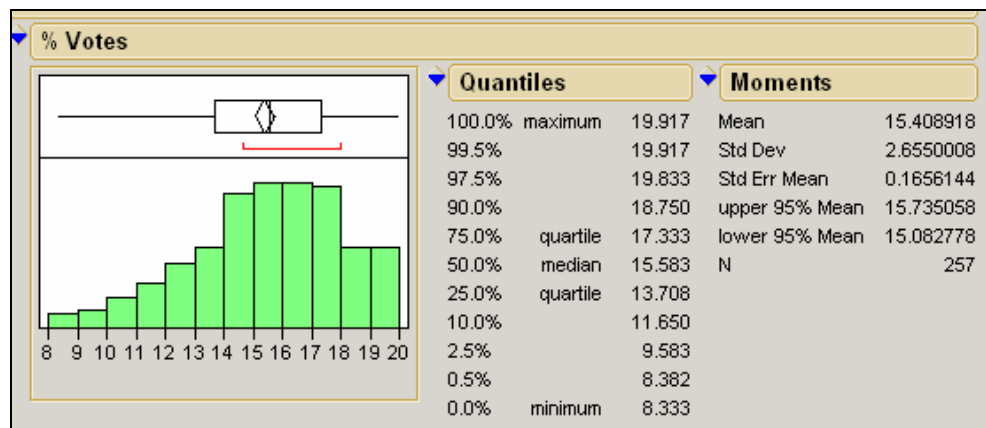 % Votes
8 9 10 11 12 13 14 15 16 17 18 19 20
Quantiles
100.0% maximum 19.917
99.5% 19.917
97.5% 19.833
90.0% 18.750
75.0% quartile 17.333
50.0% median 15.583
25.0% quartile 13.708
10.0% 11.650
2.5% 9.583
0.5% 8.382
0.0% minimum 8.333
Moments
Mean 15.408918
Std Dev 2.6550008
Std Err Mean 0.1656144
upper 95% Mean 15.735058
lower 95% Mean 15.082778
N 257